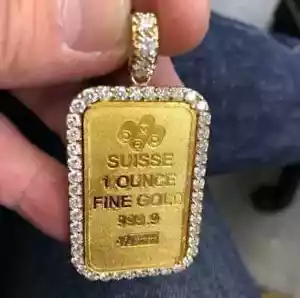 SUISSE
1 OUNCE
FINE GOLD
999.9